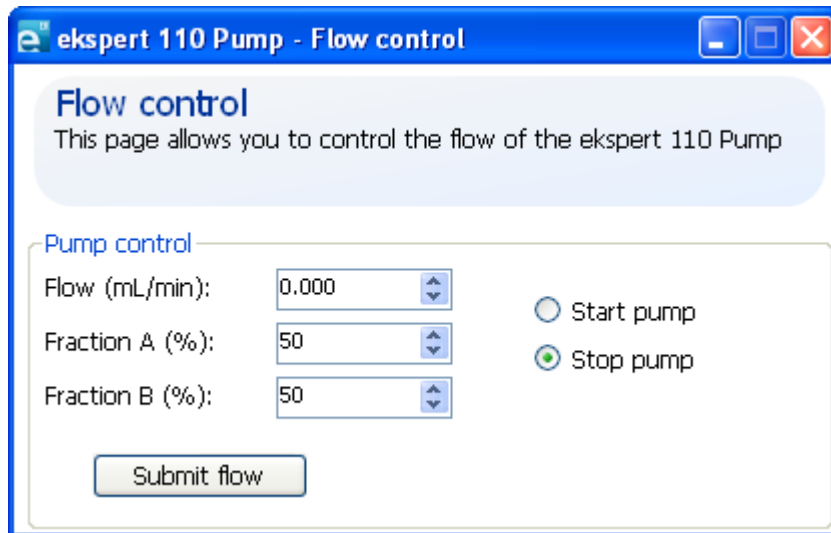 ekspert 110 Pump - Flow control
Flow control
This page allows you to control the flow of the ekspert 110 Pump
Pump control
Flow (mL/min): 0.000
Start pump
Fraction A (%): 50
Stop pump
Fraction B (%): 50
Submit flow